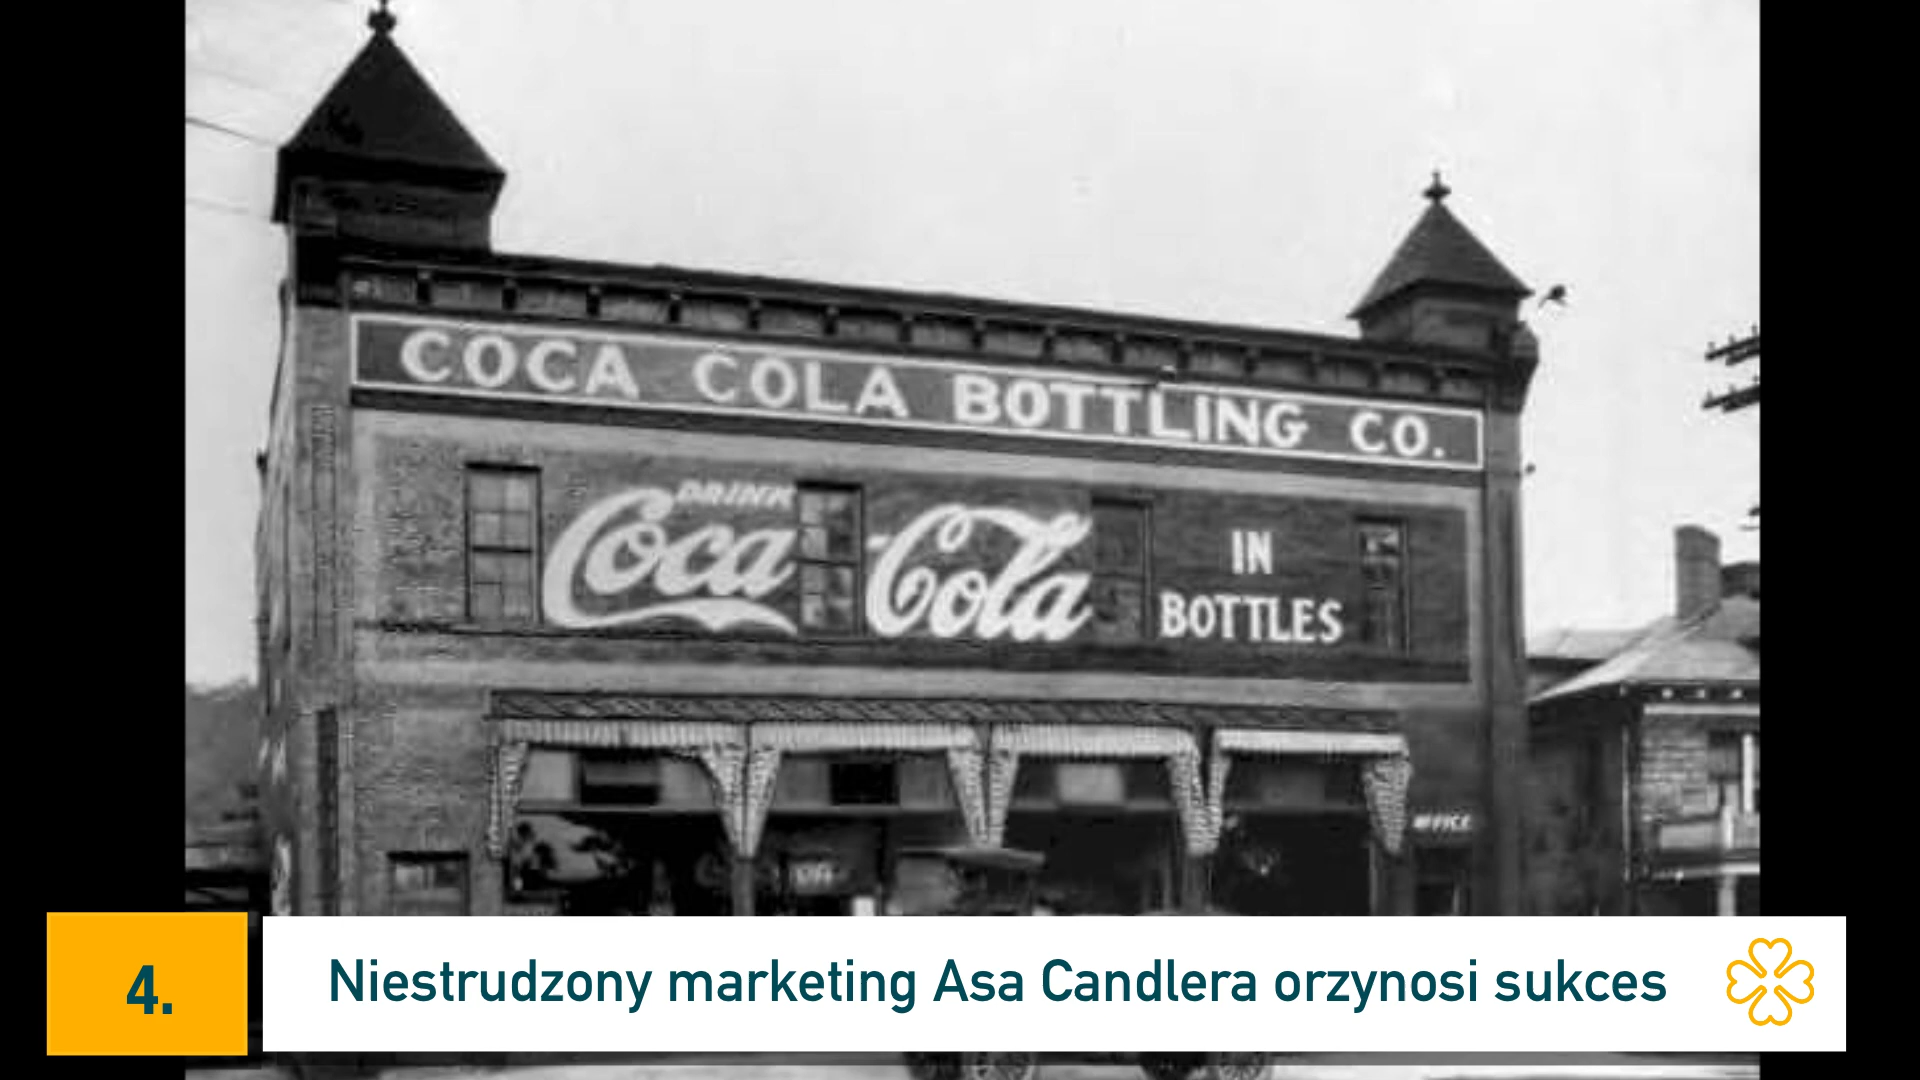 COCA COLA BOTTLING CO.
DRINK
Coca-Cola
IN
BOTTLES
OFFICE
4.
Niestrudzony marketing Asa Candlera orzynosi sukces